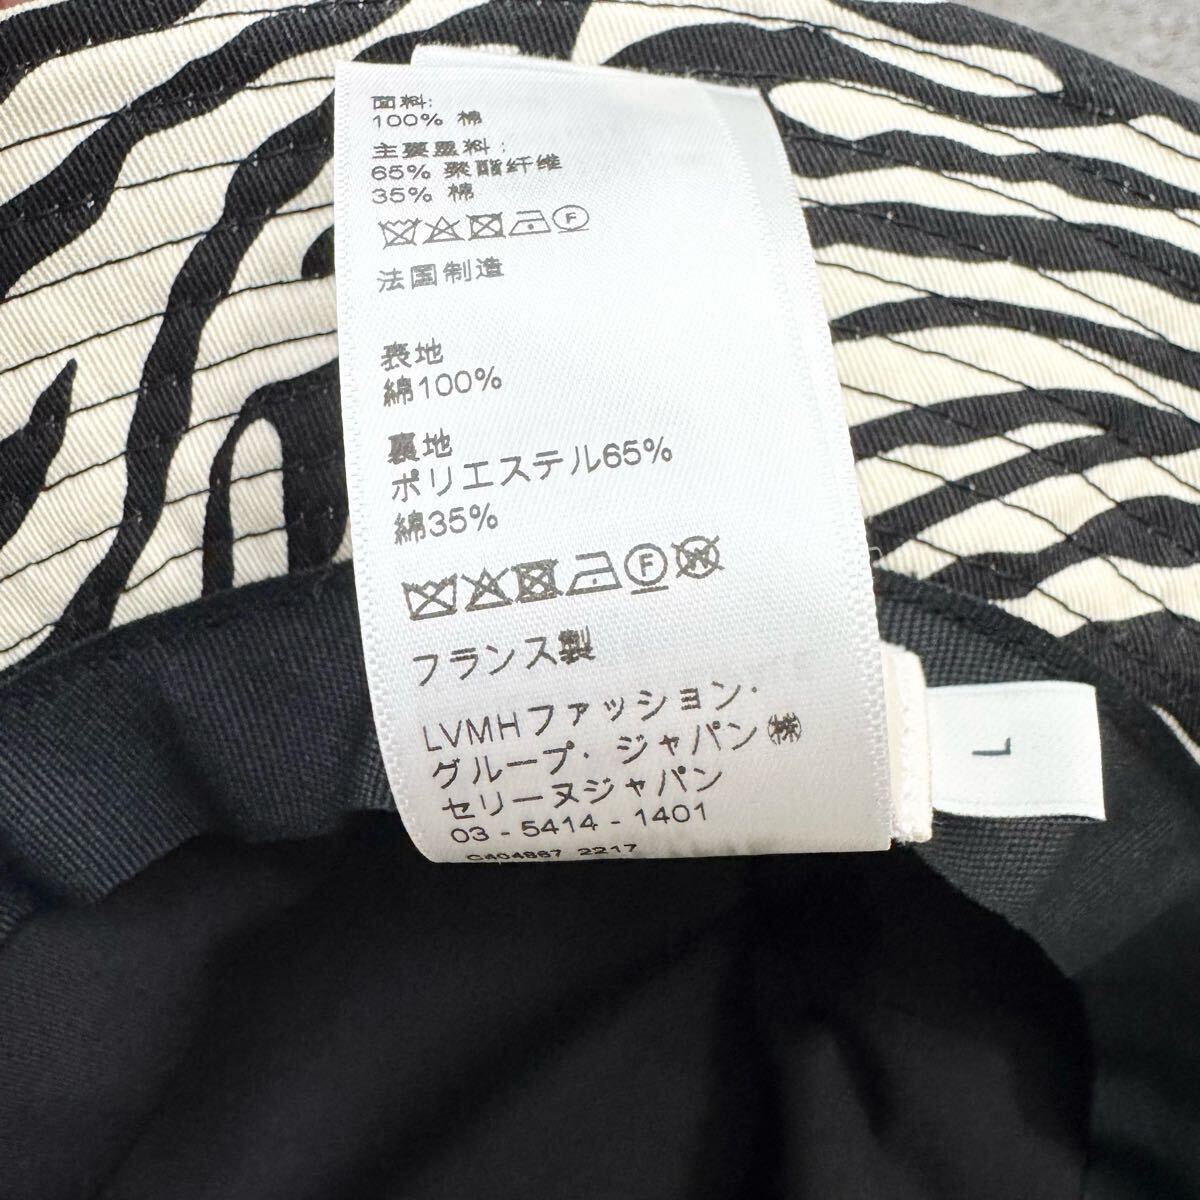 面料:
100% 棉
主要里料:
65% 聚酯纤维
35% 棉
F
法国制造
表地
綿100%
裏地
ポリエステル65%
綿35%
F W
フランス製
LVMHファッション・
グループ・ジャパン㈱
セリーヌジャパン
03-5414-1401
2217
L